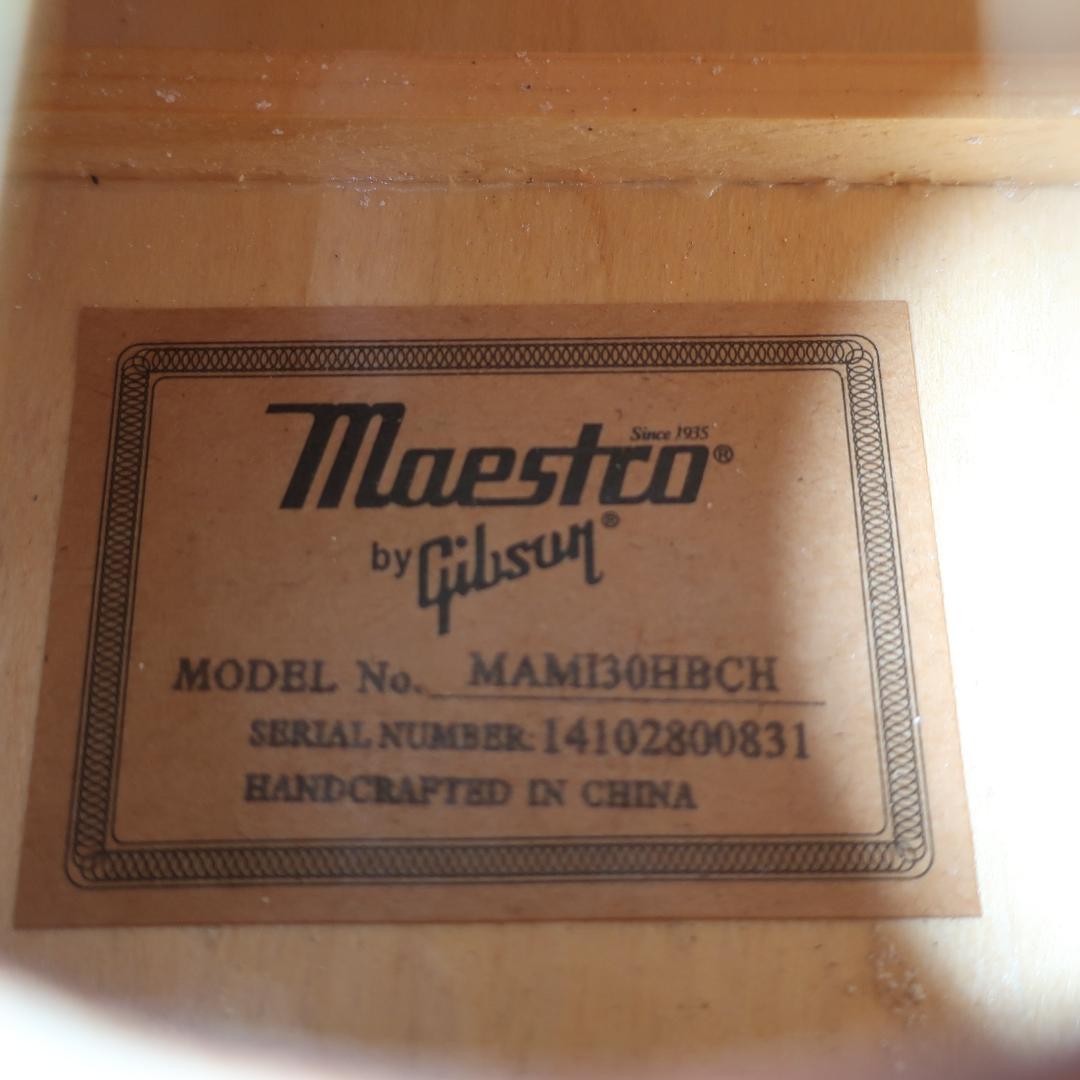 Maestro®
Since 1935
by Gibson®
MODEL No. MAMI30HBCH
SERIAL NUMBER: 14102800831
HANDCRAFTED IN CHINA